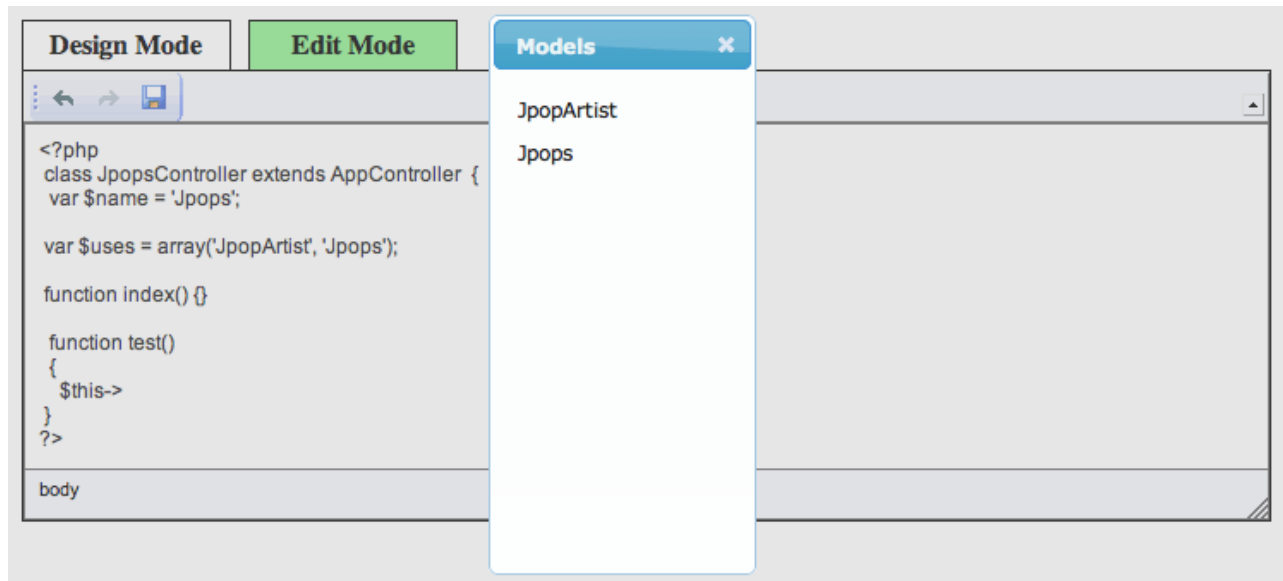 Design Mode
Edit Mode
Models
JpopArtist
Jpops
<?php
class JpopsController extends AppController {
var $name = 'Jpops';
var $uses = array('JpopArtist', 'Jpops');
function index() {}
function test()
{
$this->
}
?>
body